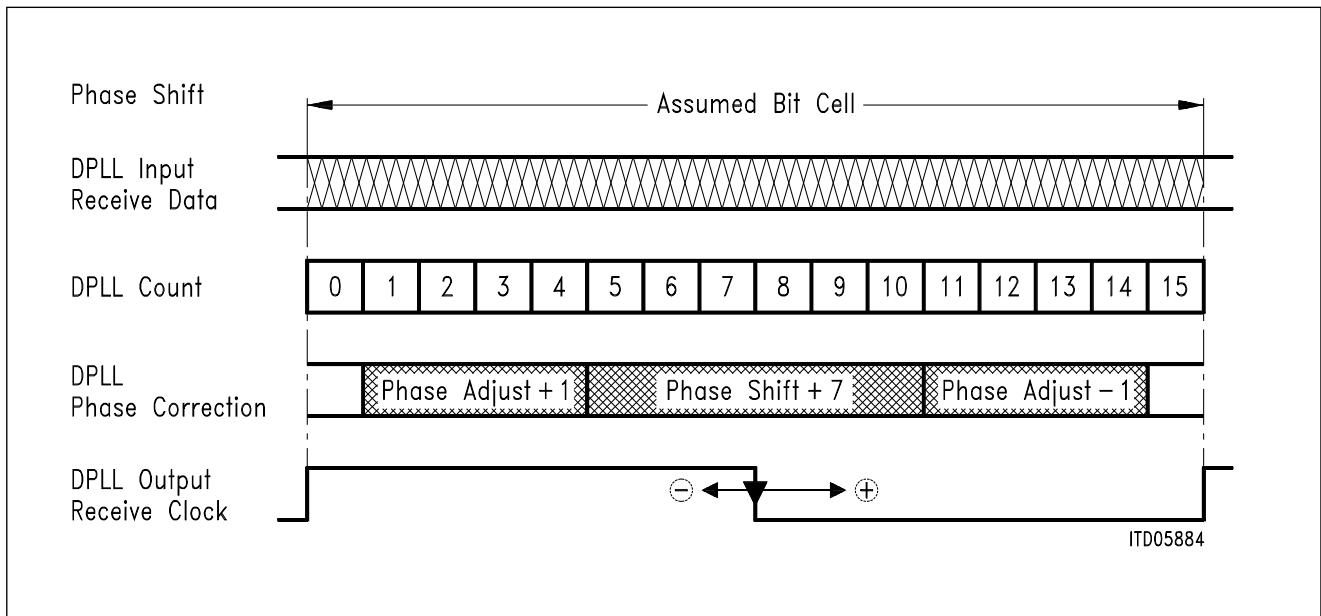 Phase Shift
Assumed Bit Cell
DPLL Input
Receive Data
DPLL Count
0 1 2 3 4 5 6 7 8 9 10 11 12 13 14 15
DPLL
Phase Correction
Phase Adjust + 1 Phase Shift + 7 Phase Adjust - 1
DPLL Output
Receive Clock
− +
ITD05884